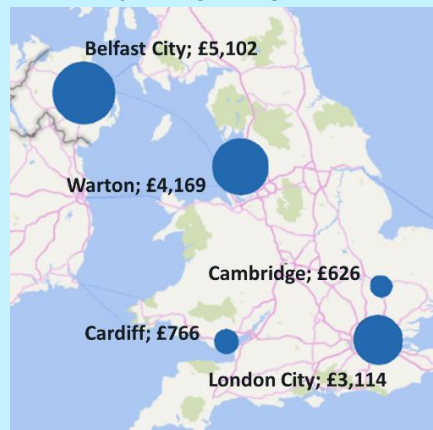 Belfast City; £5,102
Warton; £4,169
Cambridge; £626
Cardiff; £766
London City; £3,114